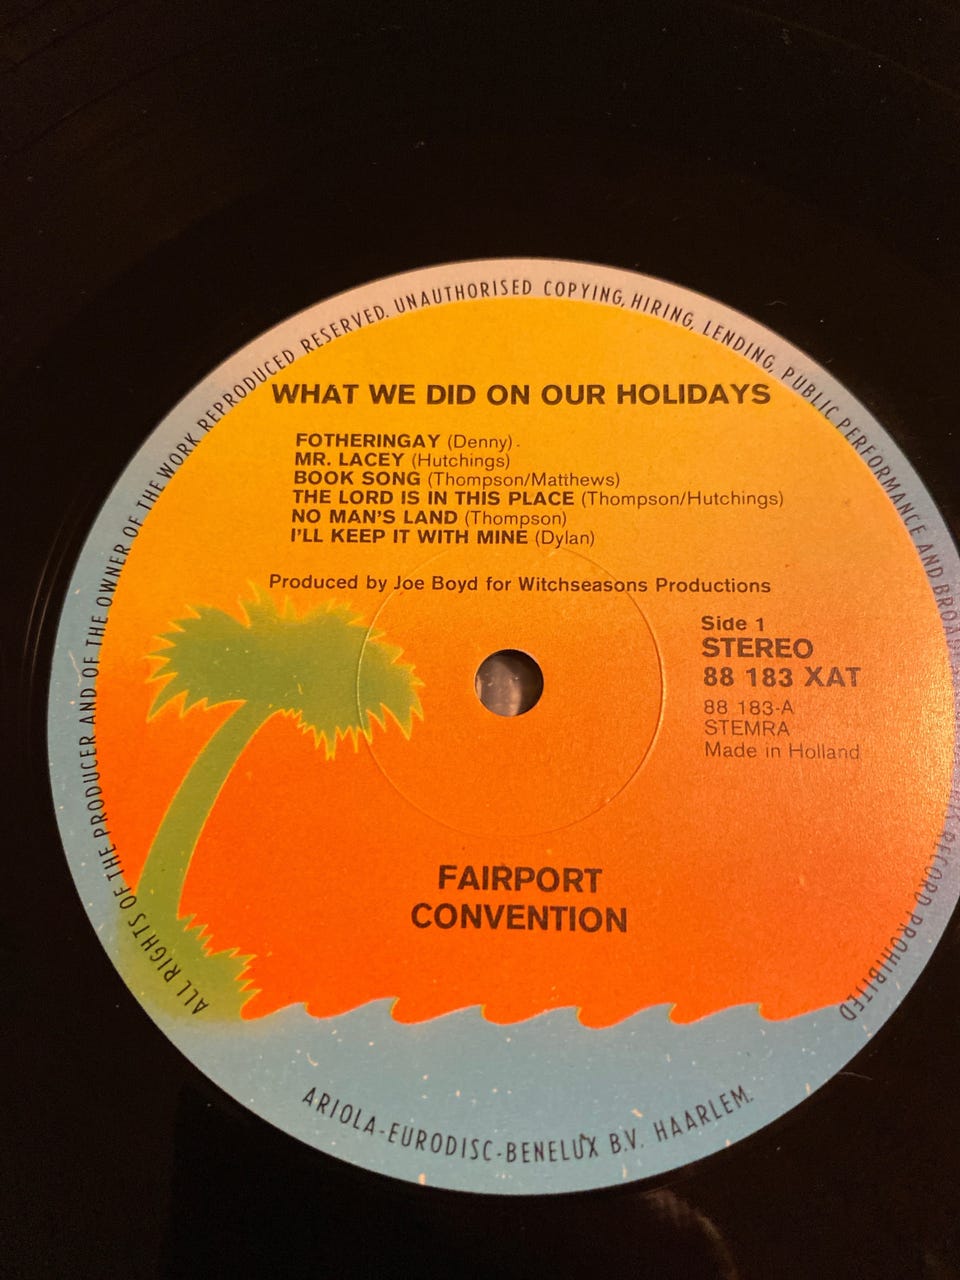 ALL RIGHTS OF THE PRODUCER AND OF THE OWNER OF THE WORK REPRODUCED RESERVED. UNAUTHORISED COPYING, HIRING, LENDING, PUBLIC PERFORMANCE AND RECORD PROHIBITED
WHAT WE DID ON OUR HOLIDAYS
FOTHERINGAY (Denny).
MR. LACEY (Hutchings)
BOOK SONG (Thompson/Matthews)
THE LORD IS IN THIS PLACE (Thompson/Hutchings)
NO MAN'S LAND (Thompson)
I'LL KEEP IT WITH MINE (Dylan)
Produced by Joe Boyd for Witchseasons Productions
Side 1
STEREO
88 183 XAT
88 183-A
STEMRA
Made in Holland
FAIRPORT
CONVENTION
ARIOLA-EURODISC-BENELUX B.V. HAARLEM.